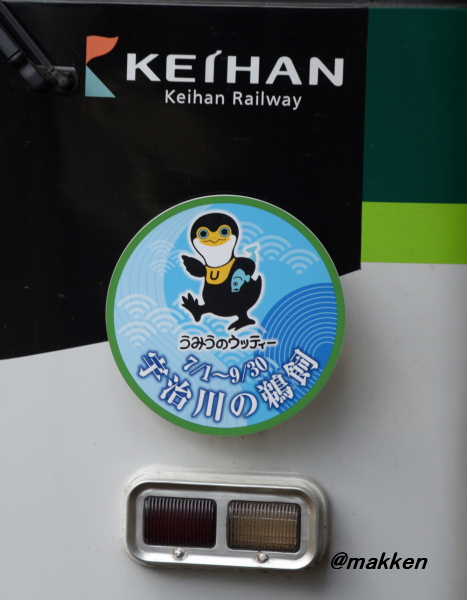 KEIHAN
Keihan Railway
U
うみうのウッティー
7/1～9/30
宇治川の鵜飼
@makken